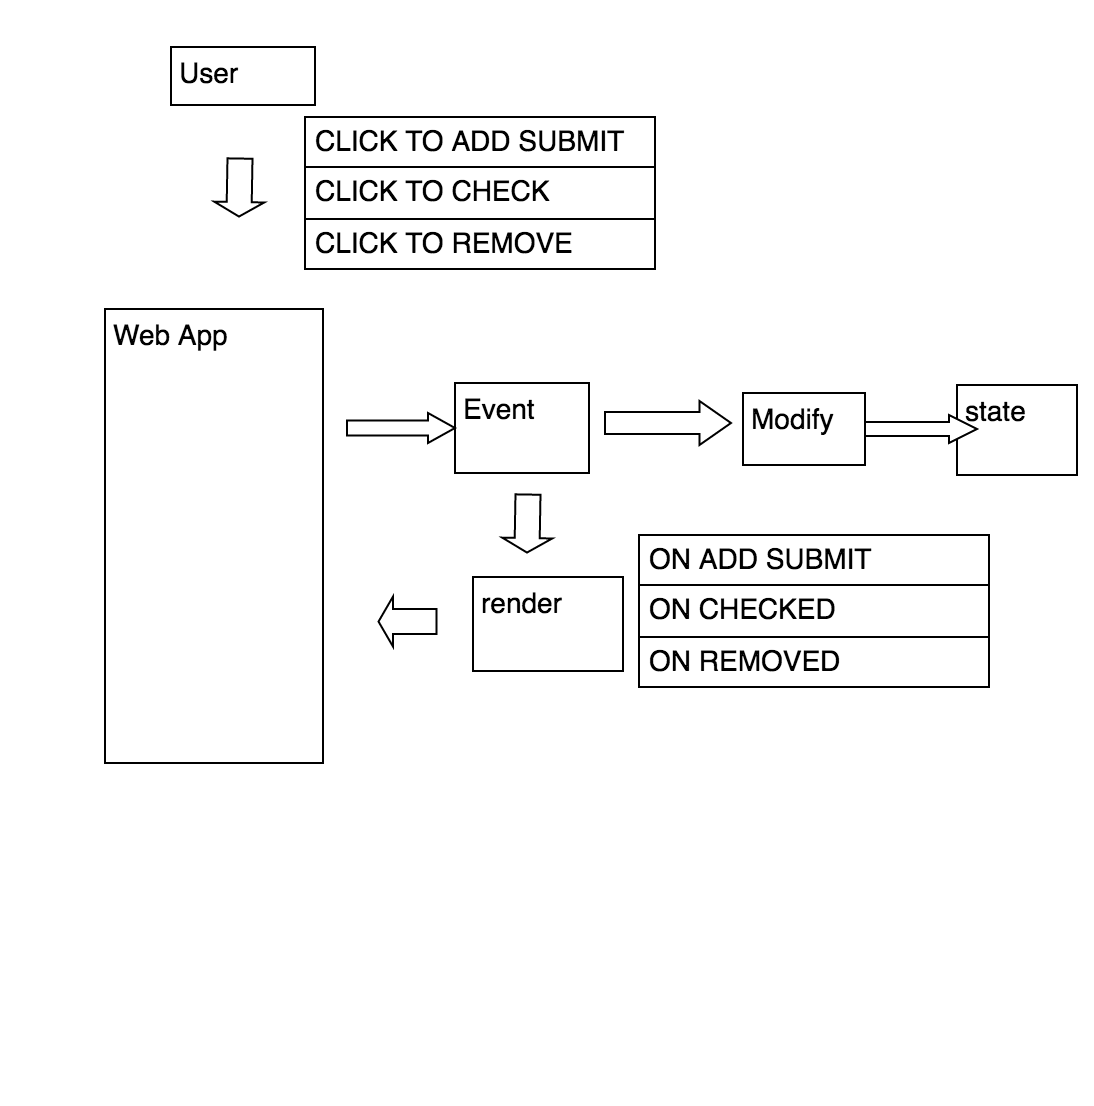 User
CLICK TO ADD SUBMIT
CLICK TO CHECK
CLICK TO REMOVE
Web App
Event
Modify
state
render
ON ADD SUBMIT
ON CHECKED
ON REMOVED